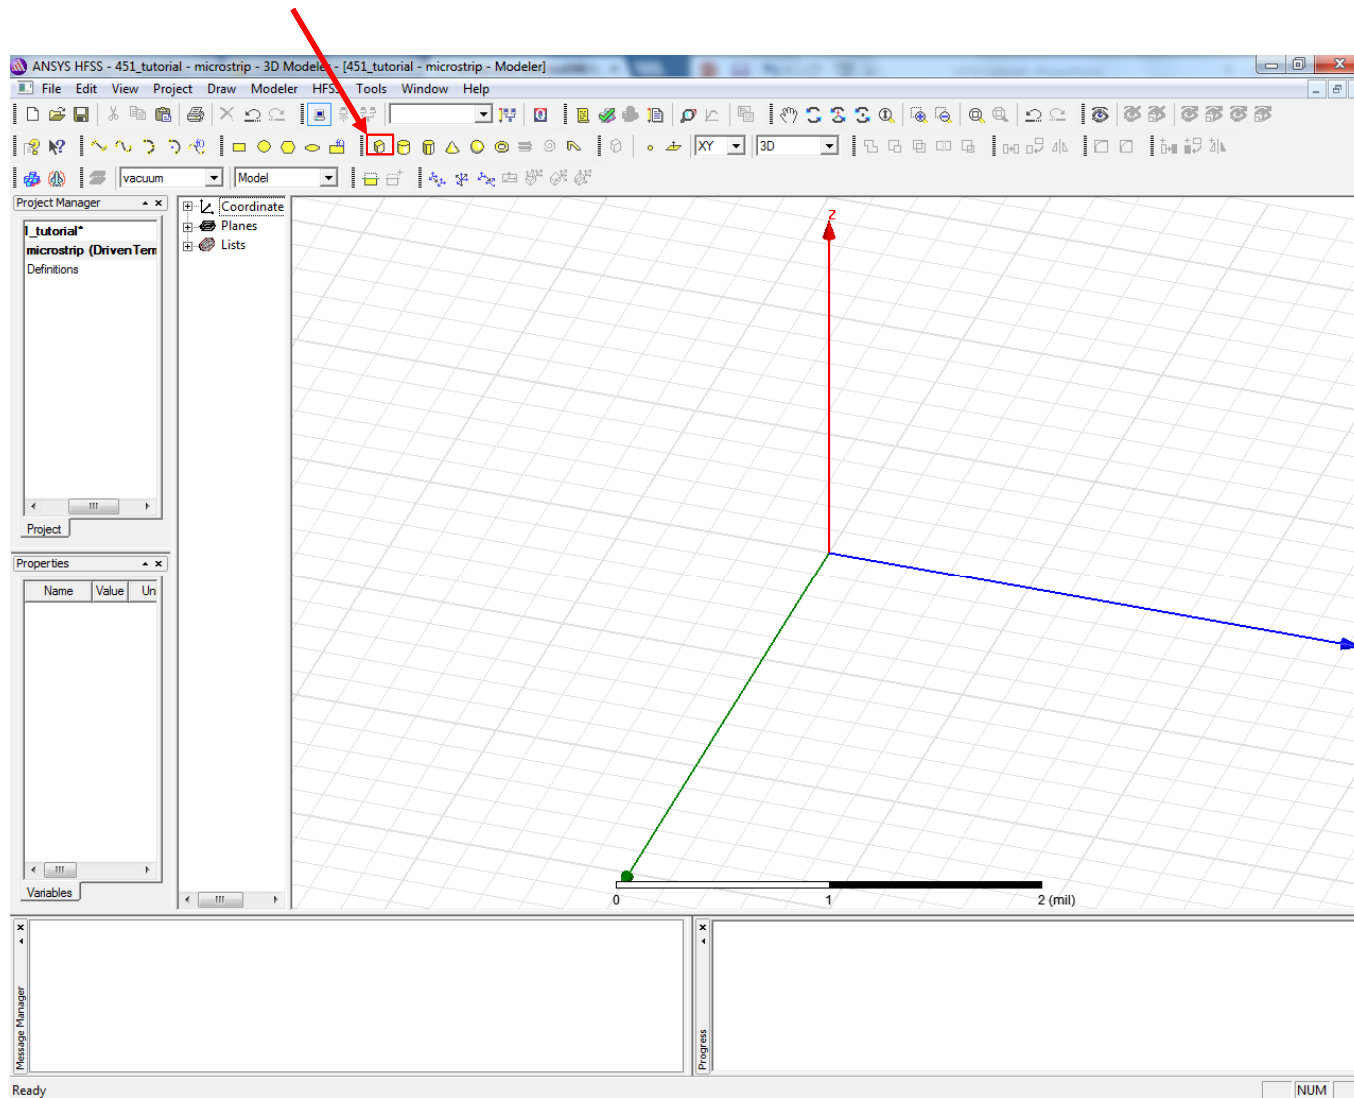 ANSYS HFSS - 451_tutorial - microstrip - 3D Modeler - [451_tutorial - microstrip - Modeler]
File Edit View Project Draw Modeler HFSS Tools Window Help
XY 3D
vacuum Model
Project Manager
1_tutorial*
microstrip (DrivenTerm
Definitions
Project
Coordinate
Planes
Lists
Z
Properties
Name Value Un
Variables
0 1 2 (mil)
Message Manager
Progress
Ready
NUM